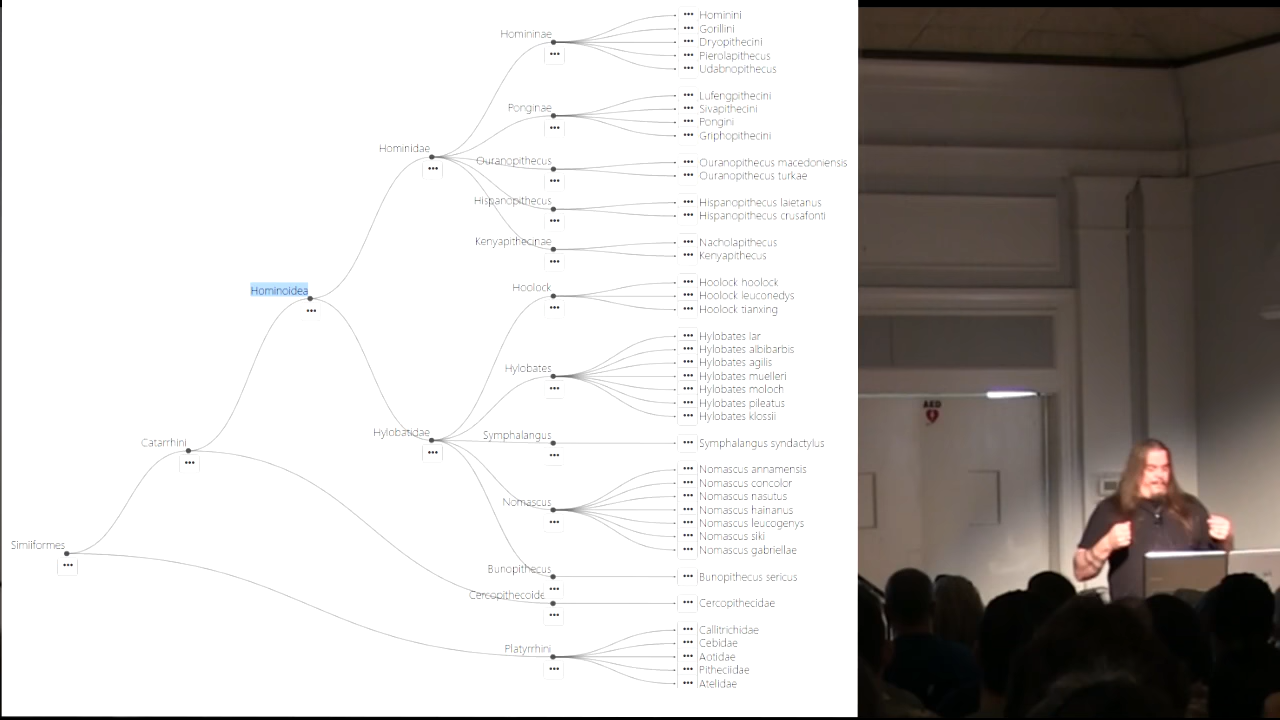 Hominini
Homininae
Gorillini
Dryopithecini
Pierolapithecus
Udabnopithecus
Lufengpithecini
Ponginae
Sivapithecini
Pongini
Griphopithecini
Hominidae
Ouranopithecus
Ouranopithecus macedoniensis
Ouranopithecus turkae
Hispanopithecus
Hispanopithecus laietanus
Hispanopithecus crusafonti
Kenyapithecinae
Nacholapithecus
Kenyapithecus
Hominoidea
Hoolock
Hoolock hoolock
Hoolock leuconedys
Hoolock tianxing
Hylobates
Hylobates lar
Hylobates albibarbis
Hylobates agilis
Hylobates muelleri
Hylobates moloch
Hylobates pileatus
Hylobates klossii
Hylobatidae
Symphalangus
Symphalangus syndactylus
Catarrhini
Nomascus
Nomascus annamensis
Nomascus concolor
Nomascus nasutus
Nomascus hainanus
Nomascus leucogenys
Nomascus siki
Nomascus gabriellae
Simiiformes
Bunopithecus
Bunopithecus sericus
Cercopithecoide
Cercopithecidae
Platyrrhini
Callitrichidae
Cebidae
Aotidae
Pitheciidae
Atelidae
AED